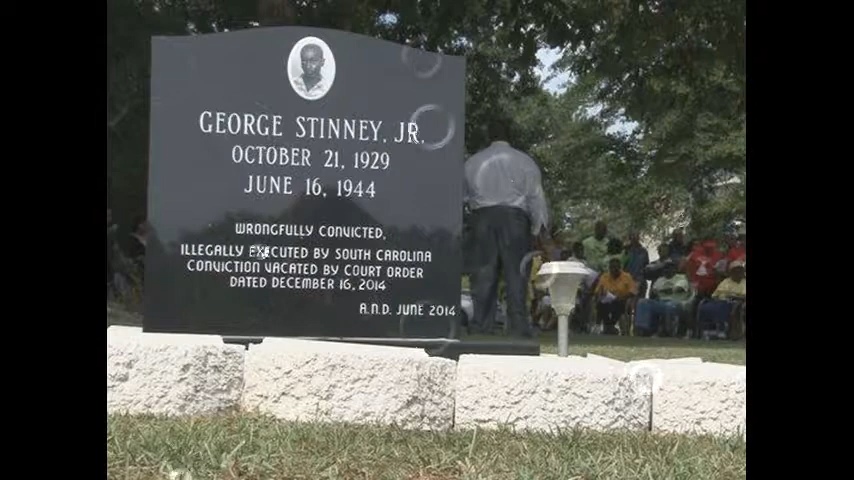 GEORGE STINNEY, JR.
OCTOBER 21, 1929
JUNE 16, 1944
WRONGFULLY CONVICTED,
ILLEGALLY EXECUTED BY SOUTH CAROLINA
CONVICTION VACATED BY COURT ORDER
DATED DECEMBER 16, 2014
A.N.D. JUNE 2014